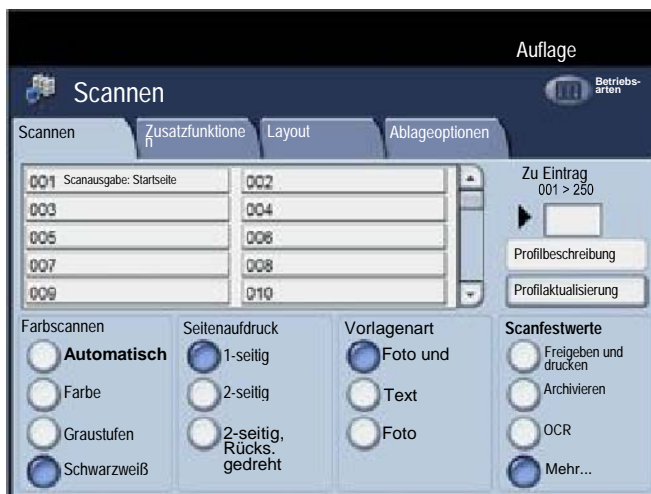 Auflage
Scannen
Betriebs-
arten
Scannen
Zusatzfunktione
n
Layout
Ablageoptionen
001 Scanausgabe: Startseite
002
003
004
005
006
007
008
009
010
Zu Eintrag
001 > 250
Profilbeschreibung
Profilaktualisierung
Farbscannen
Automatisch
Farbe
Graustufen
Schwarzweiß
Seitenaufdruck
1-seitig
2-seitig
2-seitig,
Rücks.
gedreht
Vorlagenart
Foto und
Text
Foto
Scanfestwerte
Freigeben und
drucken
Archivieren
OCR
Mehr...